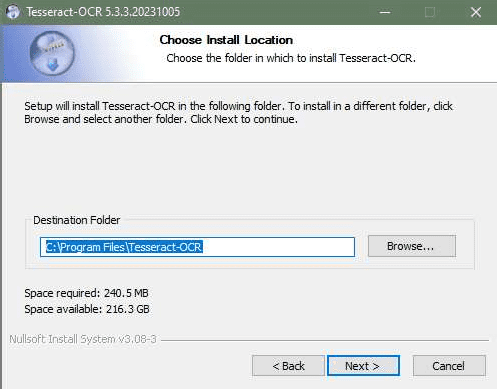 Tesseract-OCR 5.3.3.20231005
Choose Install Location
Choose the folder in which to install Tesseract-OCR.
Setup will install Tesseract-OCR in the following folder. To install in a different folder, click
Browse and select another folder. Click Next to continue.
Destination Folder
C:\Program Files\Tesseract-OCR
Browse...
Space required: 240.5 MB
Space available: 216.3 GB
Nullsoft Install System v3.08-3
< Back
Next >
Cancel